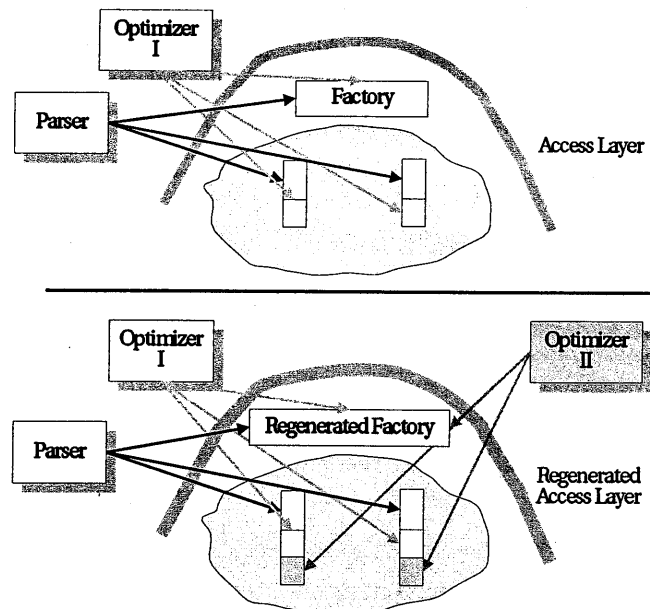 Optimizer
I
Factory
Parser
Access Layer
Optimizer
I
Optimizer
II
Regenerated Factory
Parser
Regenerated
Access Layer